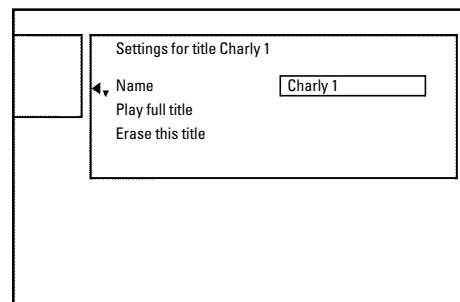 Settings for title Charly 1
Name Charly 1
Play full title
Erase this title